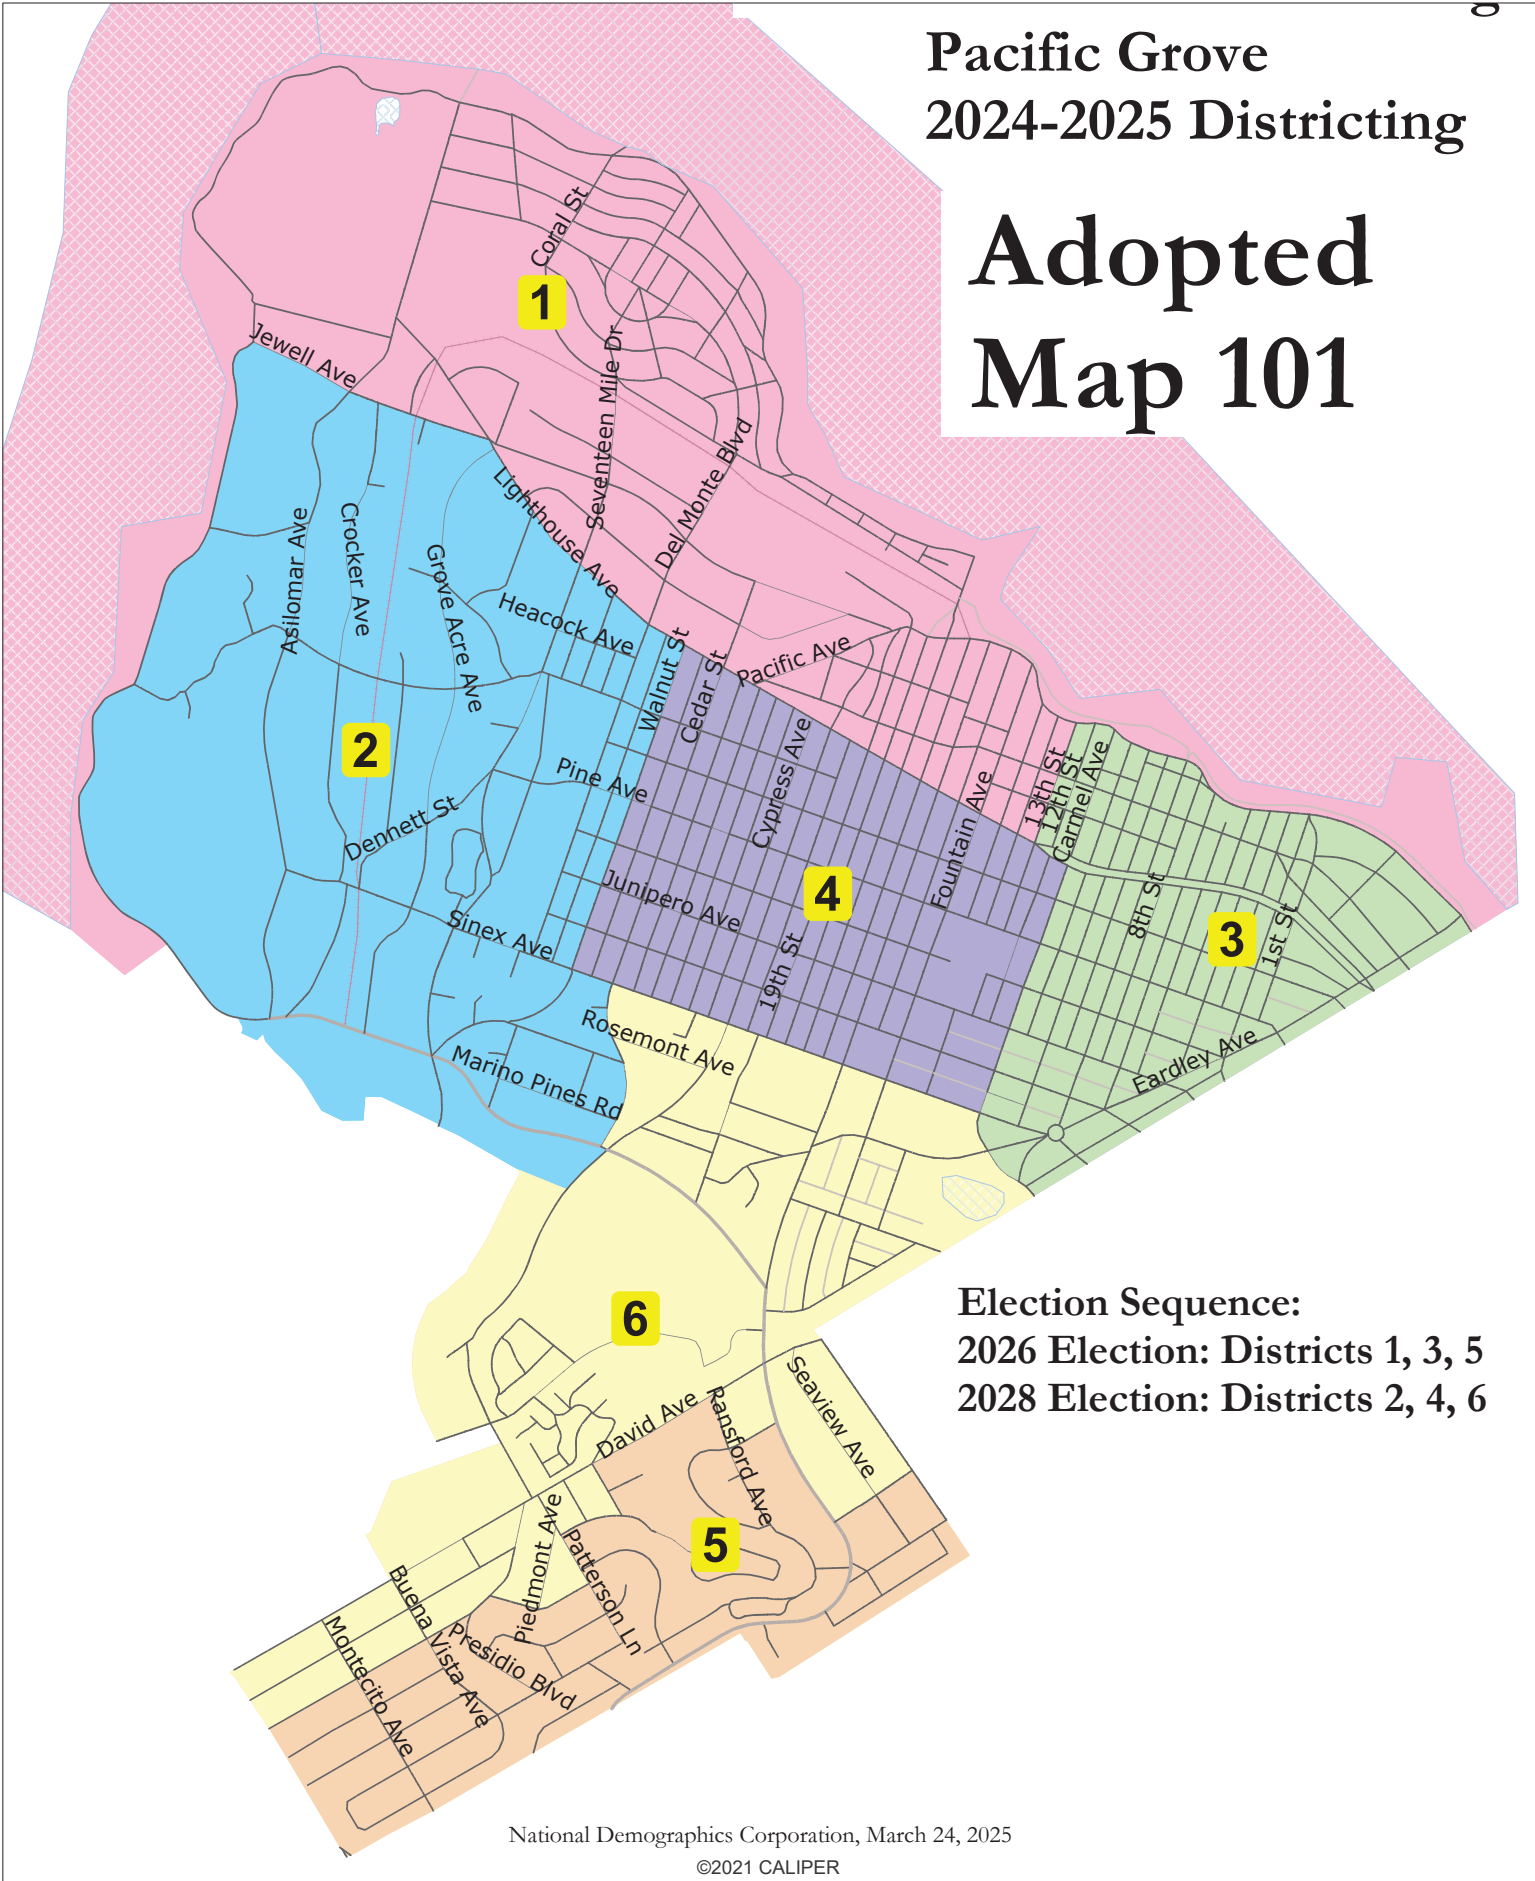 Pacific Grove
2024-2025 Districting
Adopted
Map 101
Coral St
1
Jewell Ave
Seventeen Mile Dr
Del Monte Blvd
Lighthouse Ave
Asilomar Ave
Crocker Ave
Grove Acre Ave
Heacock Ave
Walnut St
Cedar St
Pacific Ave
2
Pine Ave
Cypress Ave
Fountain Ave
13th St
12th St
Carmel Ave
Dennett St
Junipero Ave
4
8th St
3
1st St
Sinex Ave
19th St
Rosemont Ave
Marino Pines Rd
Eardley Ave
6
Election Sequence:
2026 Election: Districts 1, 3, 5
2028 Election: Districts 2, 4, 6
Seaview Ave
David Ave
Ransford Ave
5
Piedmont Ave
Patterson Ln
Buena Vista Ave
Presidio Blvd
Montecito Ave
National Demographics Corporation, March 24, 2025
©2021 CALIPER